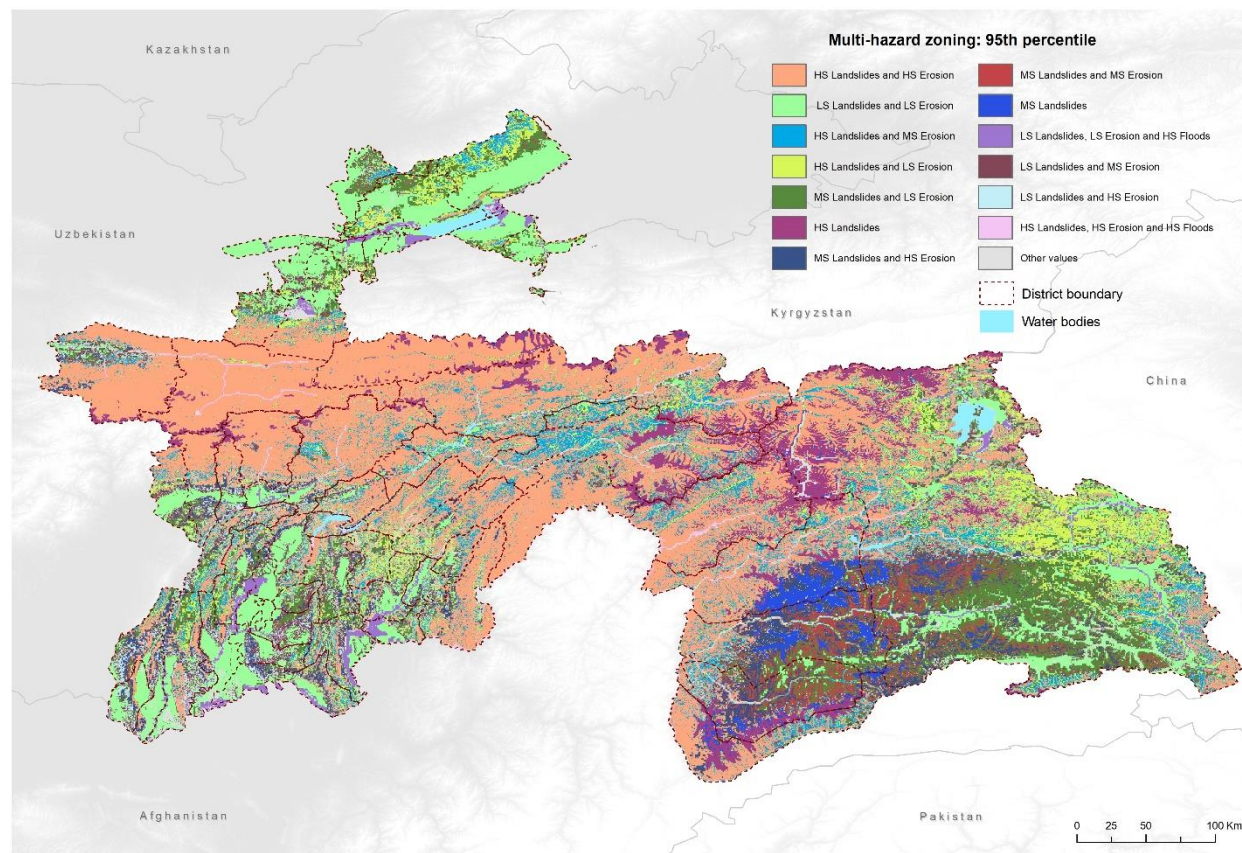 Kazakhstan
Multi-hazard zoning: 95th percentile
HS Landslides and HS Erosion
LS Landslides and LS Erosion
HS Landslides and MS Erosion
HS Landslides and LS Erosion
MS Landslides and LS Erosion
HS Landslides
MS Landslides and HS Erosion
MS Landslides and MS Erosion
MS Landslides
LS Landslides, LS Erosion and HS Floods
LS Landslides and MS Erosion
LS Landslides and HS Erosion
HS Landslides, HS Erosion and HS Floods
Other values
District boundary
Water bodies
Uzbekistan
Kyrgyzstan
China
Afghanistan
Pakistan
0 25 50 100 Km